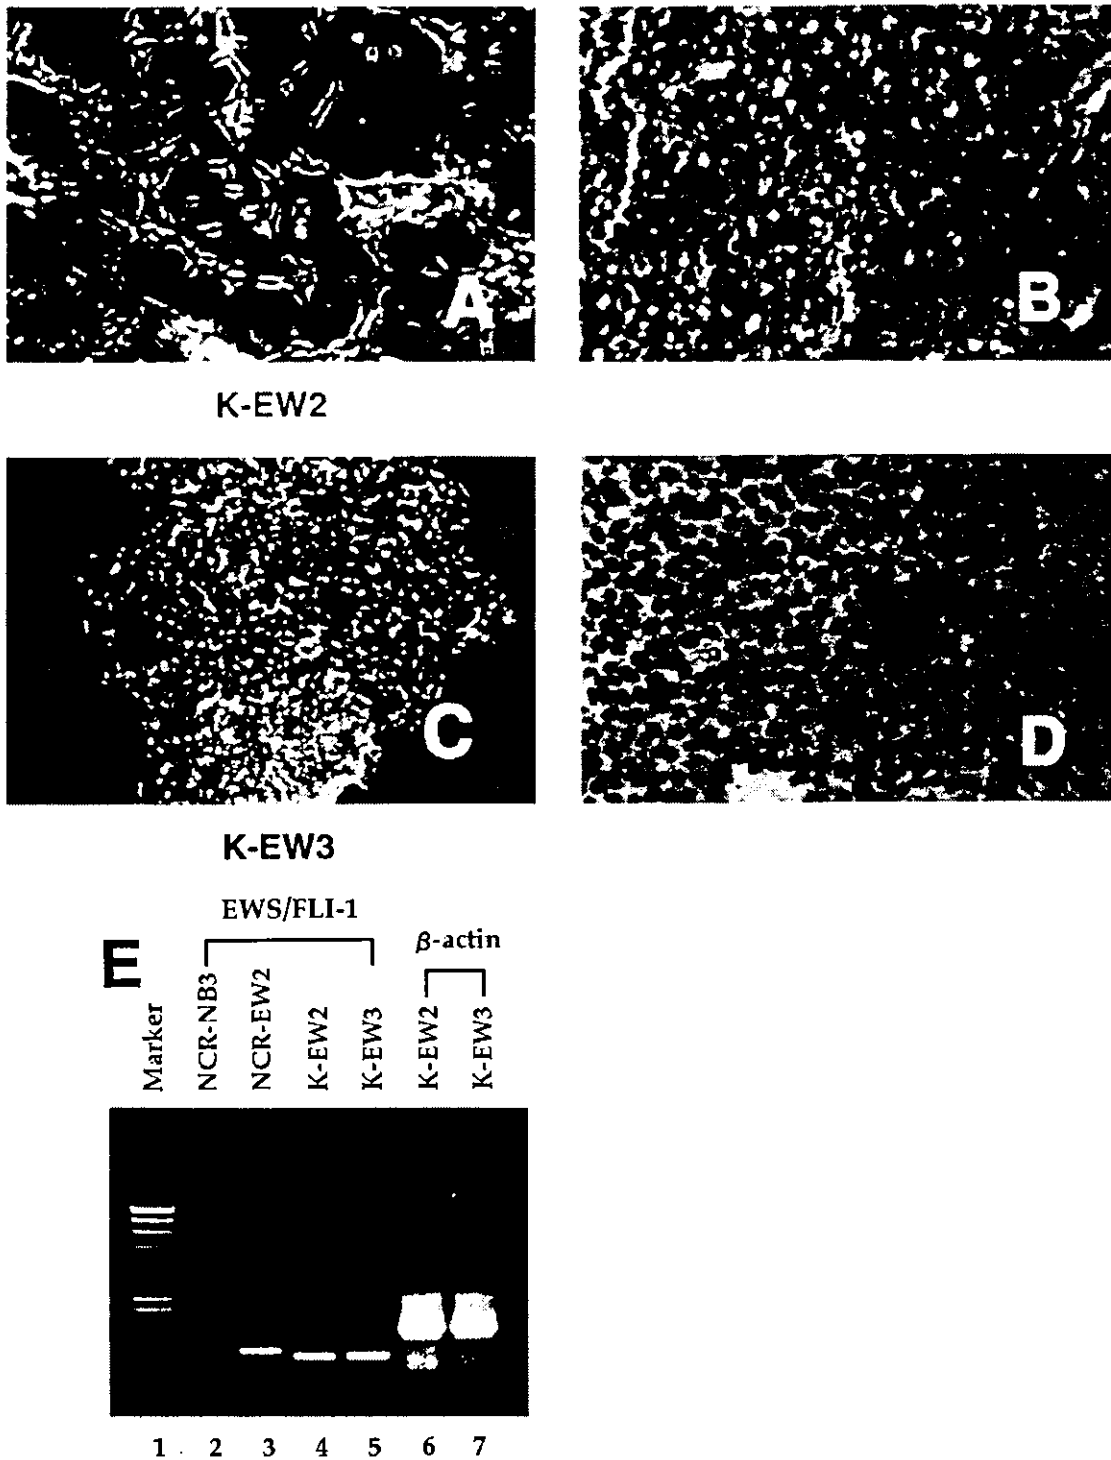 A
B
K-EW2
C
D
K-EW3
E
EWS/FLI-1
β-actin
Marker
NCR-NB3
NCR-EW2
K-EW2
K-EW3
K-EW2
K-EW3
1 2 3 4 5 6 7